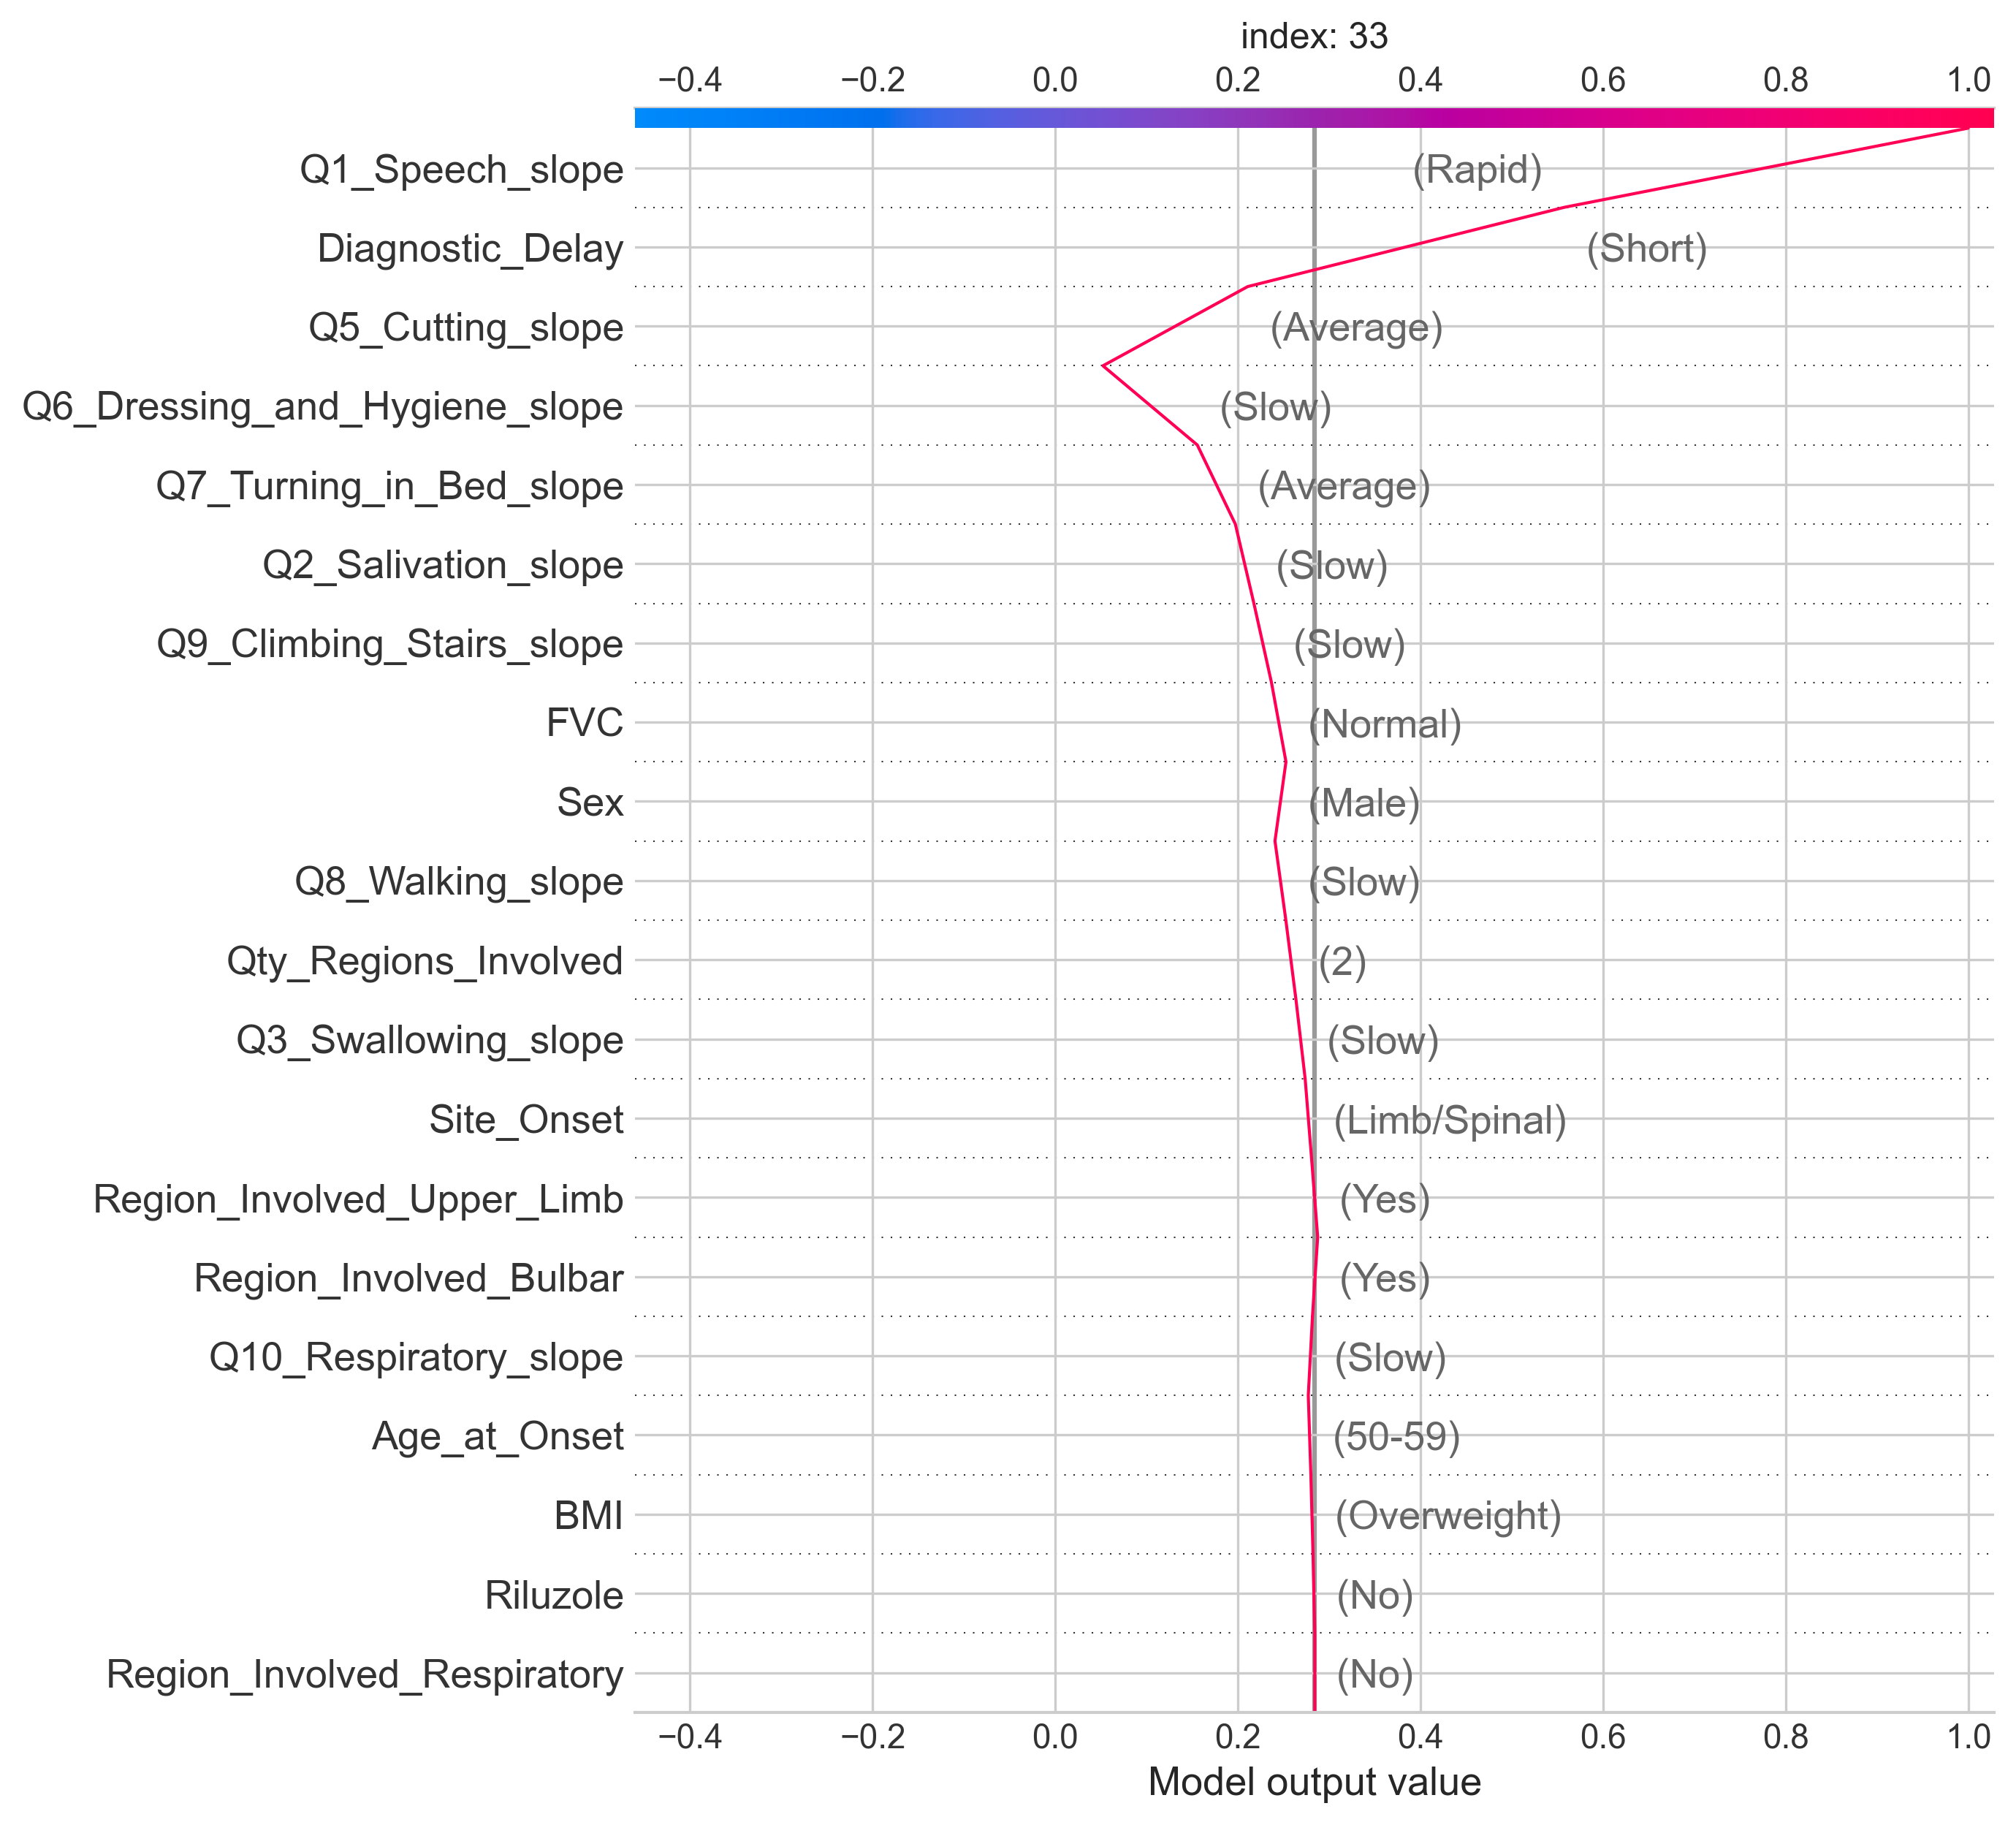 index: 33
−0.4 −0.2 0.0 0.2 0.4 0.6 0.8 1.0
Q1_Speech_slope (Rapid)
Diagnostic_Delay (Short)
Q5_Cutting_slope (Average)
Q6_Dressing_and_Hygiene_slope (Slow)
Q7_Turning_in_Bed_slope (Average)
Q2_Salivation_slope (Slow)
Q9_Climbing_Stairs_slope (Slow)
FVC (Normal)
Sex (Male)
Q8_Walking_slope (Slow)
Qty_Regions_Involved (2)
Q3_Swallowing_slope (Slow)
Site_Onset (Limb/Spinal)
Region_Involved_Upper_Limb (Yes)
Region_Involved_Bulbar (Yes)
Q10_Respiratory_slope (Slow)
Age_at_Onset (50-59)
BMI (Overweight)
Riluzole (No)
Region_Involved_Respiratory (No)
−0.4 −0.2 0.0 0.2 0.4 0.6 0.8 1.0
Model output value